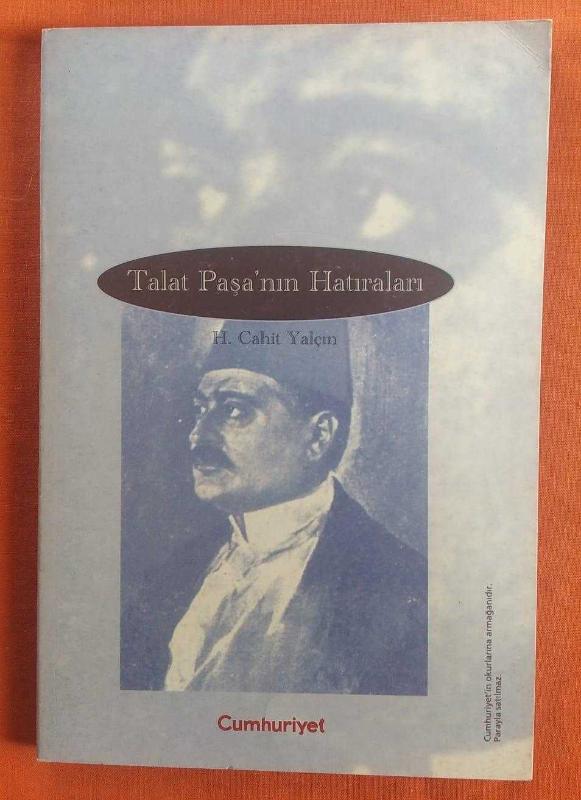 Talat Paşa'nın Hatıraları
H. Cahit Yalçın
Cumhuriyet
Cumhuriyet'in okurlarına armağanıdır.
Parayla satılmaz.